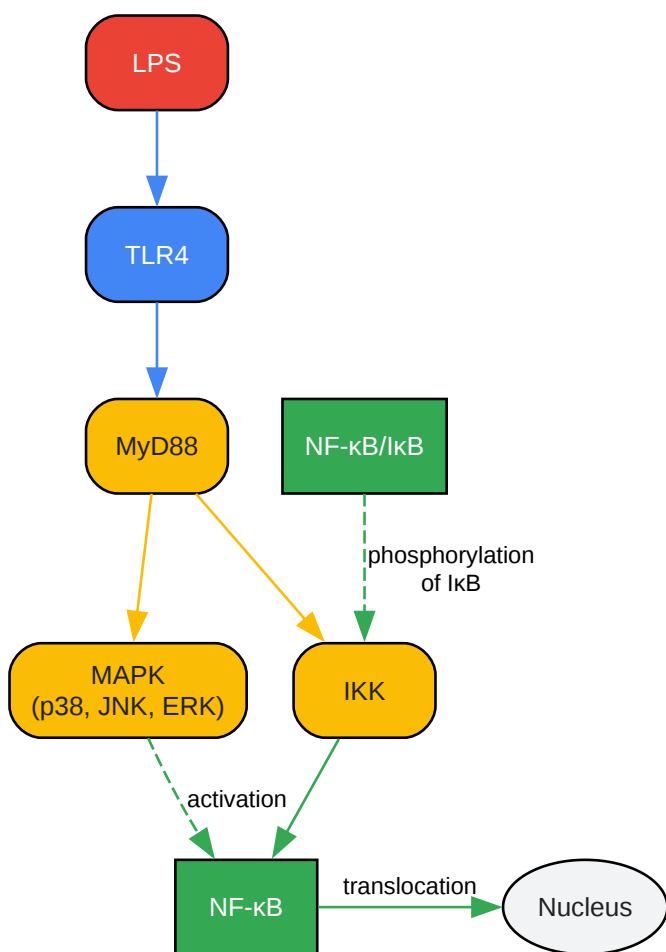 LPS
TLR4
MyD88
NF-κB/IκB
phosphorylation
of IκB
MAPK
(p38, JNK, ERK)
IKK
activation
NF-κB
translocation
Nucleus